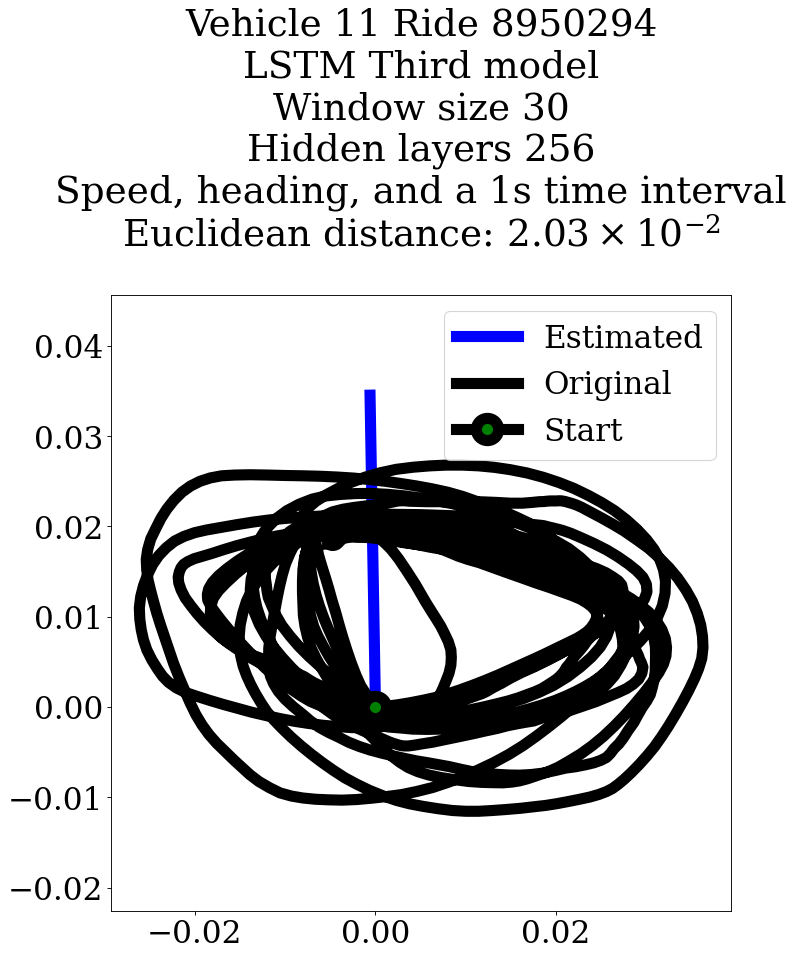 Vehicle 11 Ride 8950294
LSTM Third model
Window size 30
Hidden layers 256
Speed, heading, and a 1s time interval
Euclidean distance: 2.03 × 10⁻²
Estimated
Original
Start
0.04
0.03
0.02
0.01
0.00
−0.01
−0.02
−0.02 0.00 0.02